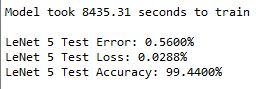 Model took 8435.31 seconds to train
LeNet 5 Test Error: 0.5600%
LeNet 5 Test Loss: 0.0288%
LeNet 5 Test Accuracy: 99.4400%